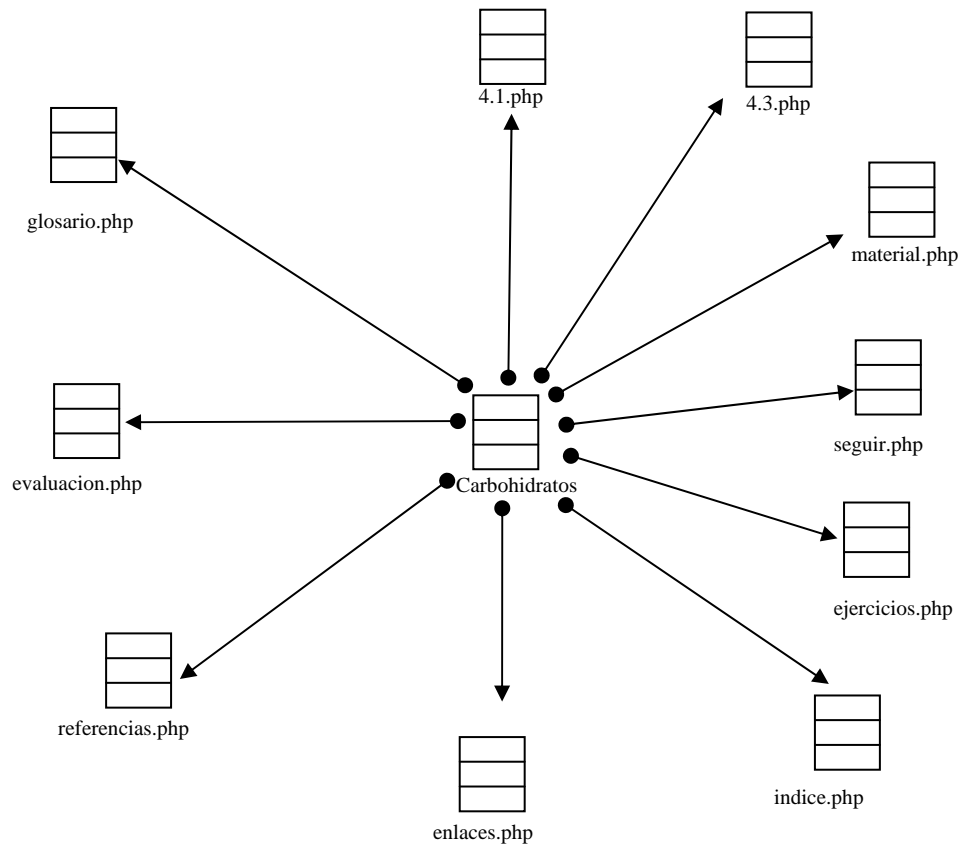 4.1.php
4.3.php
glosario.php
material.php
seguir.php
evaluacion.php
Carbohidratos
ejercicios.php
referencias.php
indice.php
enlaces.php